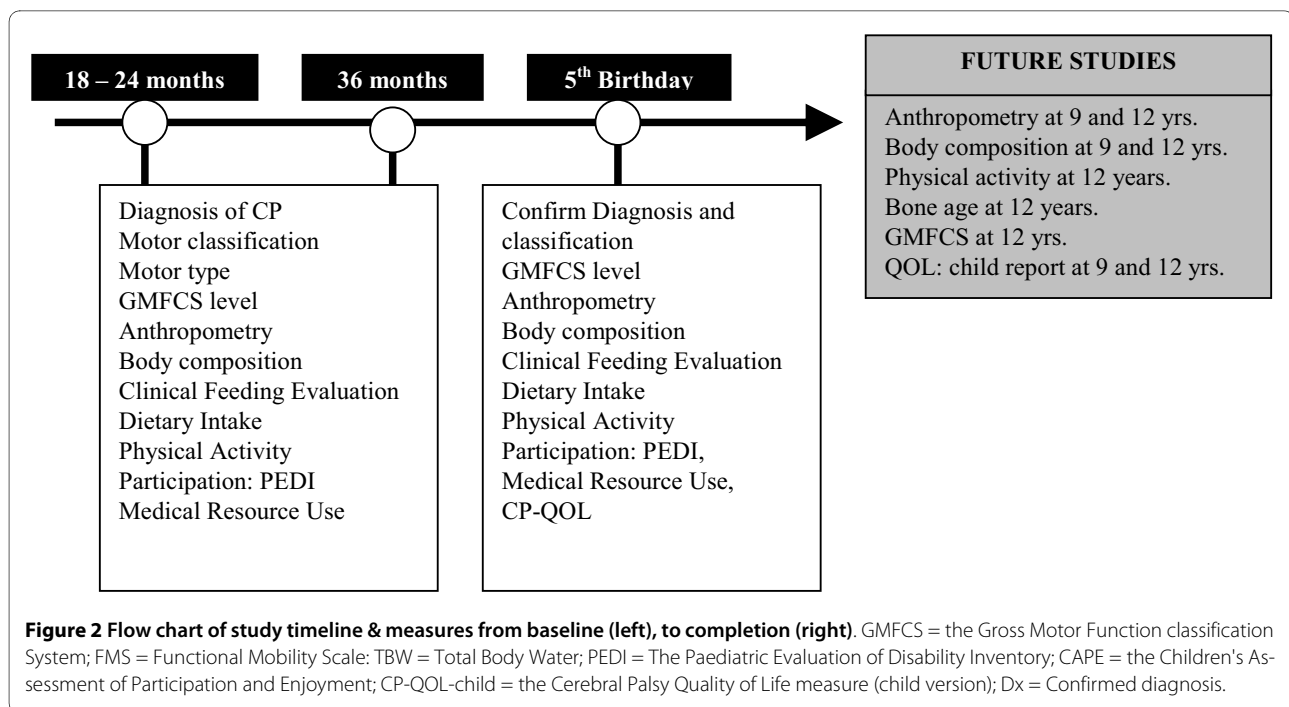 18 – 24 months
36 months
5th Birthday
FUTURE STUDIES
Anthropometry at 9 and 12 yrs.
Body composition at 9 and 12 yrs.
Physical activity at 12 years.
Bone age at 12 years.
GMFCS at 12 yrs.
QOL: child report at 9 and 12 yrs.
Diagnosis of CP
Motor classification
Motor type
GMFCS level
Anthropometry
Body composition
Clinical Feeding Evaluation
Dietary Intake
Physical Activity
Participation: PEDI
Medical Resource Use
Confirm Diagnosis and
classification
GMFCS level
Anthropometry
Body composition
Clinical Feeding Evaluation
Dietary Intake
Physical Activity
Participation: PEDI,
Medical Resource Use,
CP-QOL
Figure 2 Flow chart of study timeline & measures from baseline (left), to completion (right). GMFCS = the Gross Motor Function classification
System; FMS = Functional Mobility Scale: TBW = Total Body Water; PEDI = The Paediatric Evaluation of Disability Inventory; CAPE = the Children's As-
sessment of Participation and Enjoyment; CP-QOL-child = the Cerebral Palsy Quality of Life measure (child version); Dx = Confirmed diagnosis.